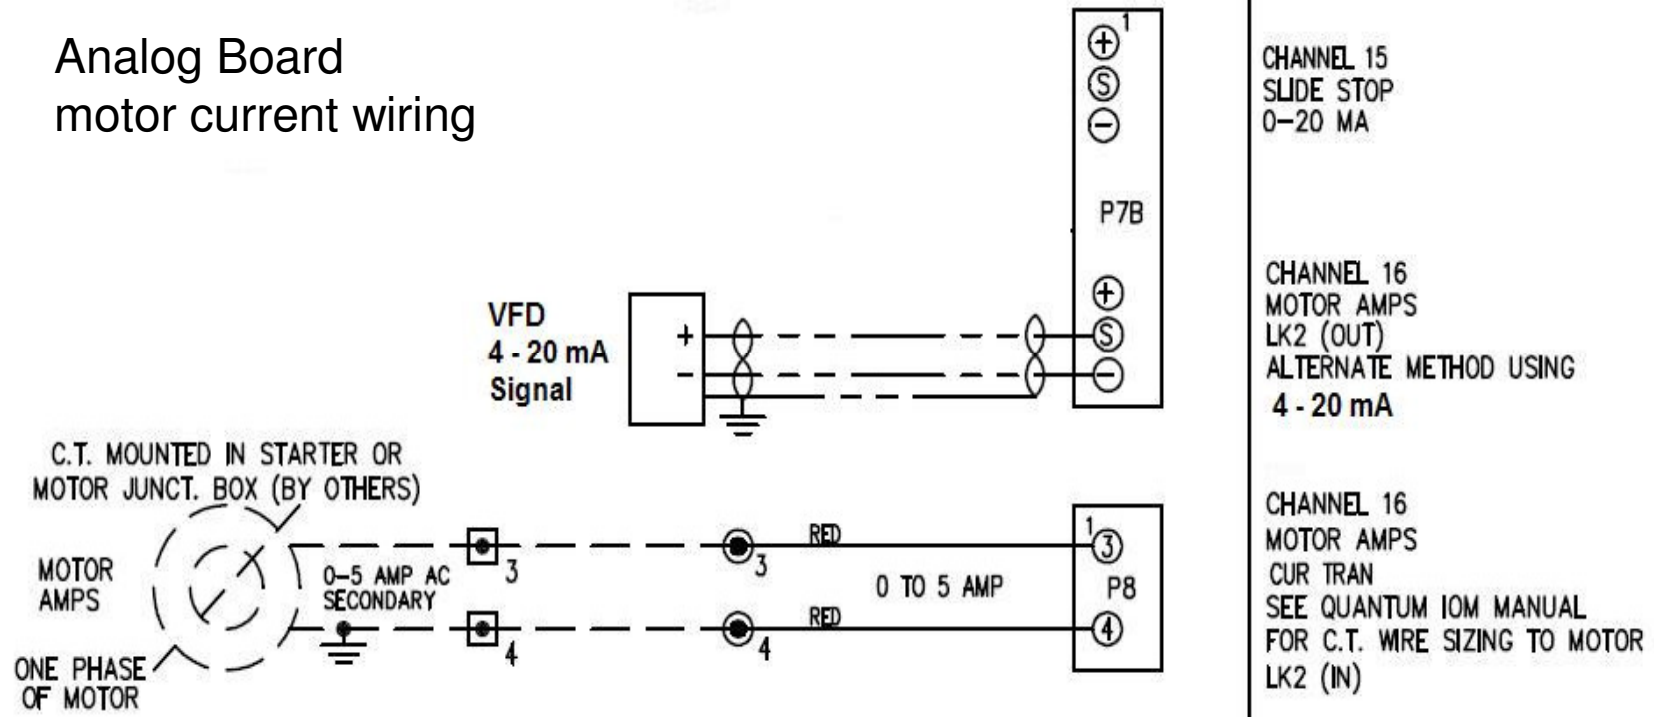 Analog Board
motor current wiring
1
+
S
−
P7B
CHANNEL 15
SLIDE STOP
0-20 MA
VFD
4 - 20 mA
Signal
+
-
+
S
−
CHANNEL 16
MOTOR AMPS
LK2 (OUT)
ALTERNATE METHOD USING
4 - 20 mA
C.T. MOUNTED IN STARTER OR
MOTOR JUNCT. BOX (BY OTHERS)
MOTOR
AMPS
0-5 AMP AC
SECONDARY
ONE PHASE
OF MOTOR
3
4
3
4
RED
0 TO 5 AMP
RED
1
3
P8
4
CHANNEL 16
MOTOR AMPS
CUR TRAN
SEE QUANTUM IOM MANUAL
FOR C.T. WIRE SIZING TO MOTOR
LK2 (IN)